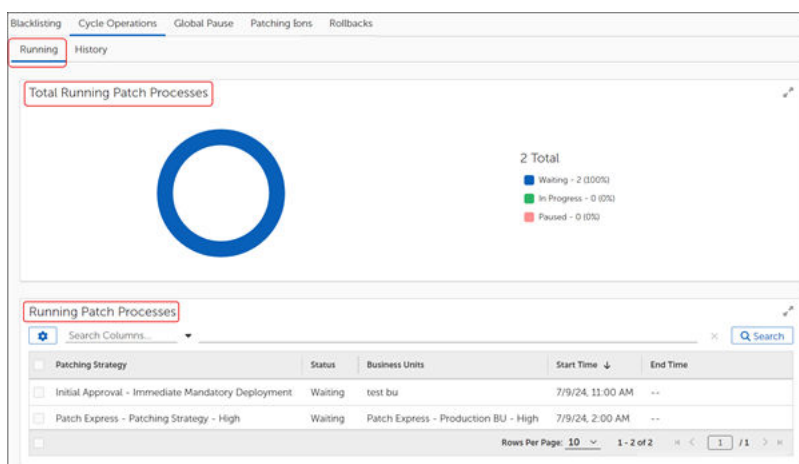 Blacklisting Cycle Operations Global Pause Patching Ions Rollbacks
Running History
Total Running Patch Processes
2 Total
Waiting - 2 (100%)
In Progress - 0 (0%)
Paused - 0 (0%)
Running Patch Processes
Search Columns... Search
Patching Strategy Status Business Units Start Time End Time
Initial Approval - Immediate Mandatory Deployment Waiting test bu 7/9/24, 11:00 AM --
Patch Express - Patching Strategy - High Waiting Patch Express - Production BU - High 7/9/24, 2:00 AM --
Rows Per Page: 10 1 - 2 of 2 1 / 1